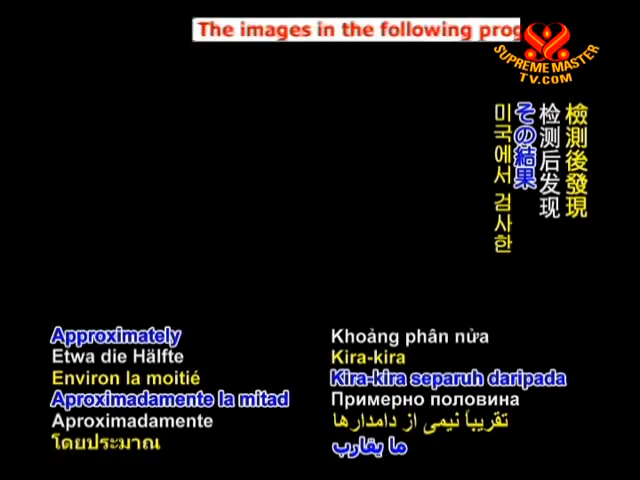 The images in the following prog
SUPREME MASTER
TV.COM
檢測後發現
检测后发现
その結果
미국에서 검사한
Approximately
Etwa die Hälfte
Environ la moitié
Aproximadamente la mitad
Aproximadamente
โดยประมาณ
Khoảng phân nửa
Kira-kira
Kira-kira separuh daripada
Примерно половина
تقریباً نیمی از دامدارها
ما يقارب